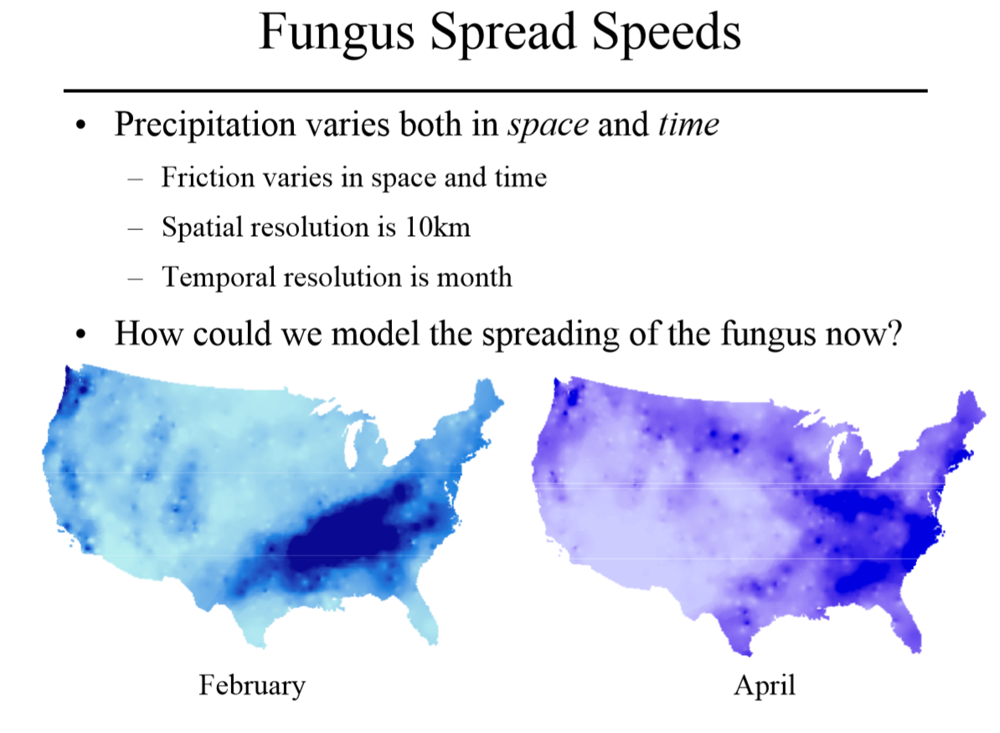 Fungus Spread Speeds
• Precipitation varies both in space and time
– Friction varies in space and time
– Spatial resolution is 10km
– Temporal resolution is month
• How could we model the spreading of the fungus now?
February
April